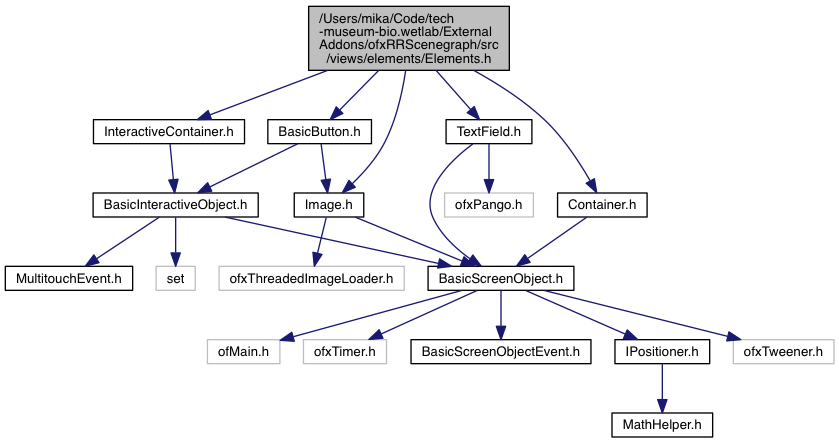 /Users/mika/Code/tech
-museum-bio.wetlab/External
Addons/ofxRRScenegraph/src
/views/elements/Elements.h
InteractiveContainer.h
BasicButton.h
TextField.h
BasicInteractiveObject.h
Image.h
ofxPango.h
Container.h
MultitouchEvent.h
set
ofxThreadedImageLoader.h
BasicScreenObject.h
ofMain.h
ofxTimer.h
BasicScreenObjectEvent.h
IPositioner.h
ofxTweener.h
MathHelper.h